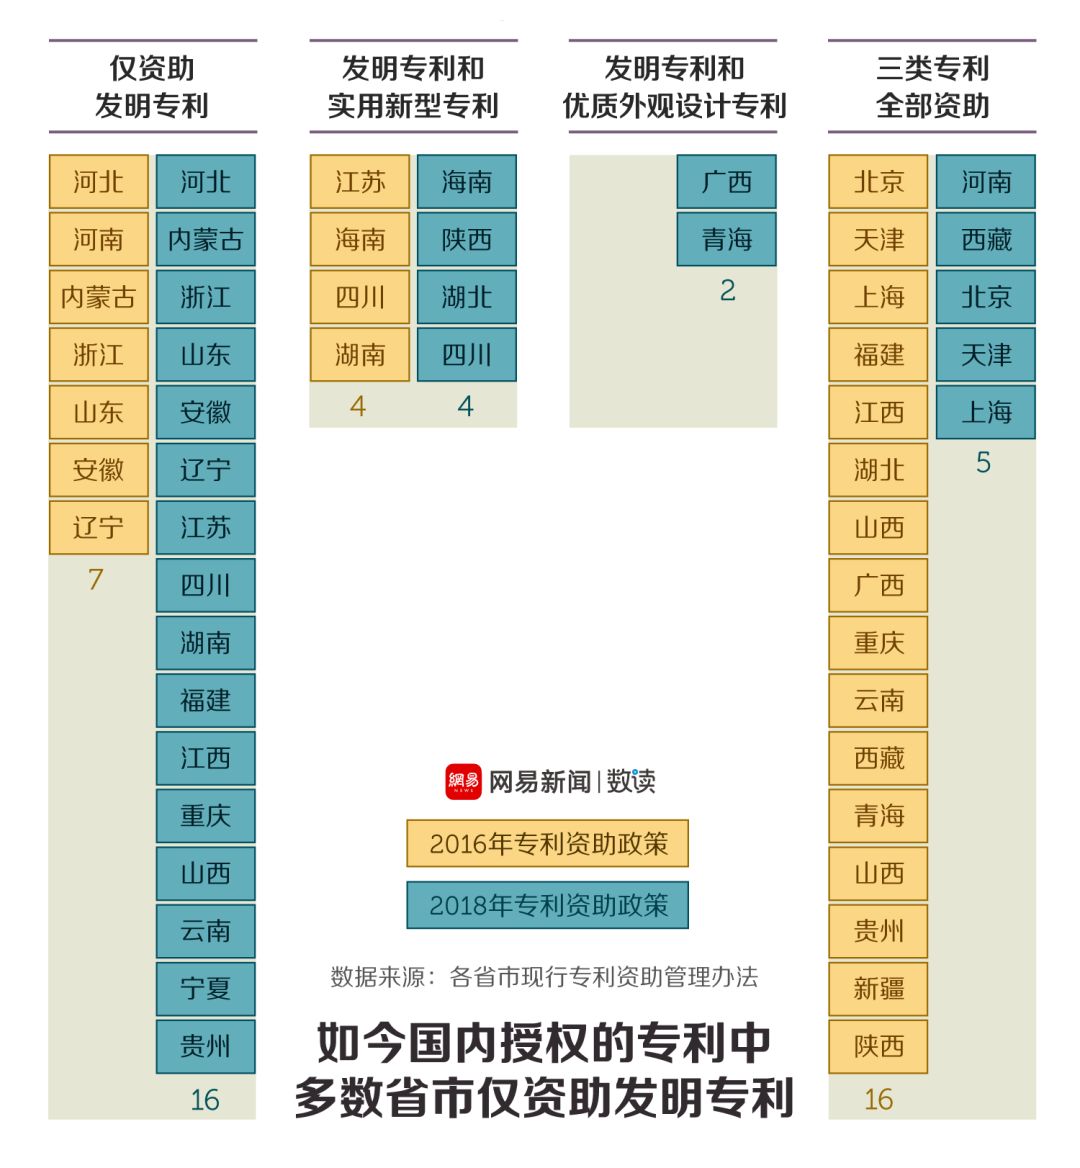 仅资助
发明专利
河北
河南
内蒙古
浙江
山东
安徽
辽宁
7
河北
内蒙古
浙江
山东
安徽
辽宁
江苏
四川
湖南
福建
江西
重庆
山西
云南
宁夏
贵州
16
发明专利和
实用新型专利
江苏
海南
四川
湖南
4
海南
陕西
湖北
四川
4
发明专利和
优质外观设计专利
广西
青海
2
三类专利
全部资助
北京
天津
上海
福建
江西
湖北
山西
广西
重庆
云南
西藏
青海
山西
贵州
新疆
陕西
16
河南
西藏
北京
天津
上海
5
網易
NEWS
网易新闻|数读
2016年专利资助政策
2018年专利资助政策
数据来源：各省市现行专利资助管理办法
如今国内授权的专利中
多数省市仅资助发明专利